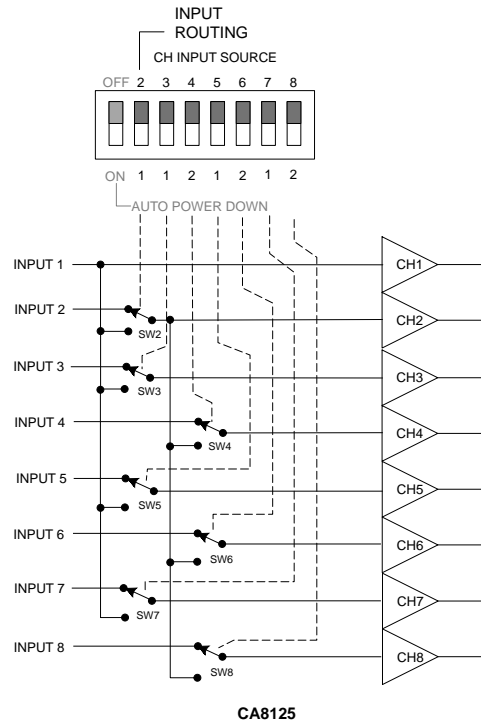 INPUT
ROUTING
CH INPUT SOURCE
OFF 2 3 4 5 6 7 8
ON 1 1 2 1 2 1 2
AUTO POWER DOWN
INPUT 1 CH1
INPUT 2 SW2 CH2
INPUT 3 SW3 CH3
INPUT 4 SW4 CH4
INPUT 5 SW5 CH5
INPUT 6 SW6 CH6
INPUT 7 SW7 CH7
INPUT 8 SW8 CH8
CA8125